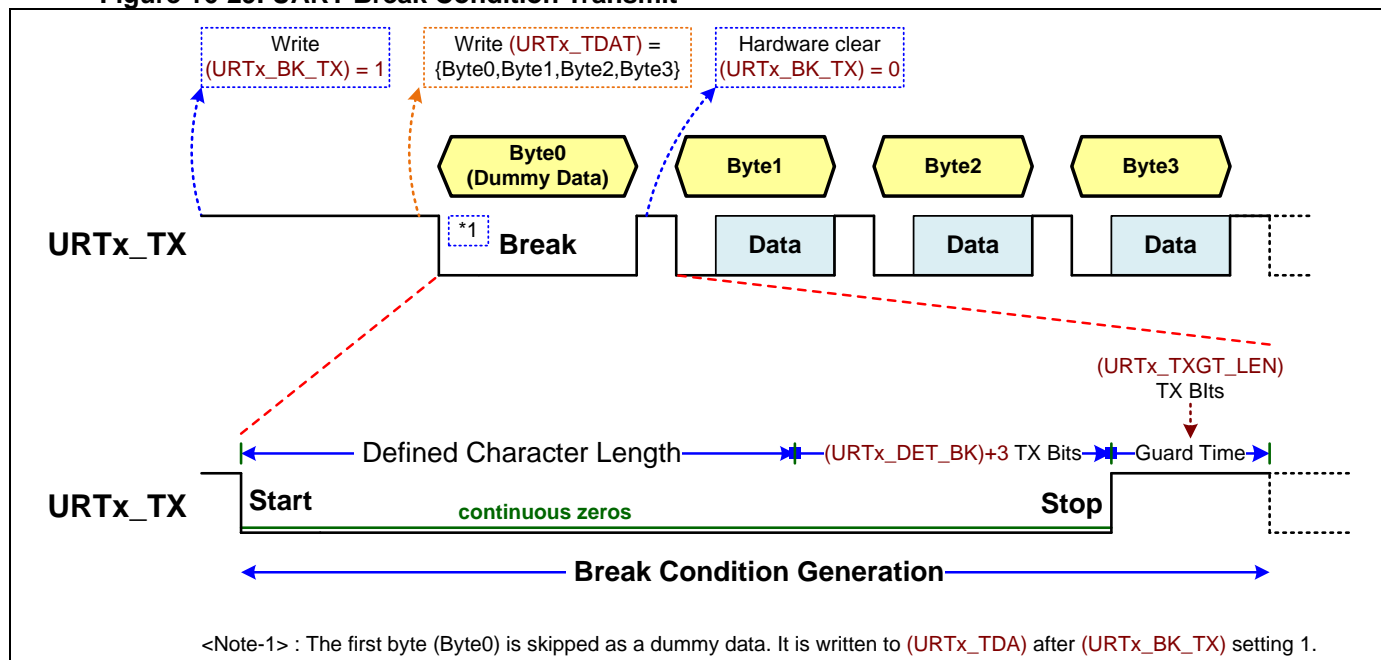 Write
(URTx_BK_TX) = 1
Write (URTx_TDAT) =
{Byte0,Byte1,Byte2,Byte3}
Hardware clear
(URTx_BK_TX) = 0
Byte0
(Dummy Data)
Byte1
Byte2
Byte3
URTx_TX
*1
Break
Data
Data
Data
(URTx_TXGT_LEN)
TX BIts
Defined Character Length
(URTx_DET_BK)+3 TX Bits
Guard Time
URTx_TX
Start
continuous zeros
Stop
Break Condition Generation
<Note-1> : The first byte (Byte0) is skipped as a dummy data. It is written to (URTx_TDA) after (URTx_BK_TX) setting 1.